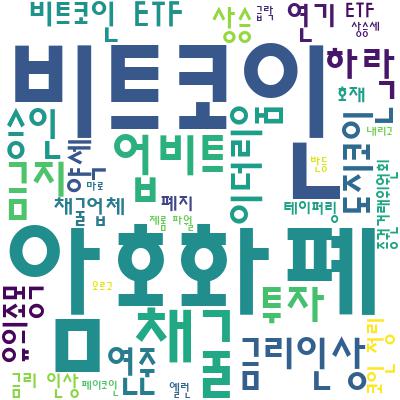 비트코인 ETF
상승
급락
연기
ETF
상승세
비트코인
하락
호재
내리고
승인
업비트
이더리움
도지코인
증권거래위원회
반등
금지
약세
마로
채굴업체
폐지
테이퍼링
제롬 파월
암호화폐
유의종목
오르고
투자
채굴
연준
금리인상
코인 정리
금리 인상
페이코인
옐런